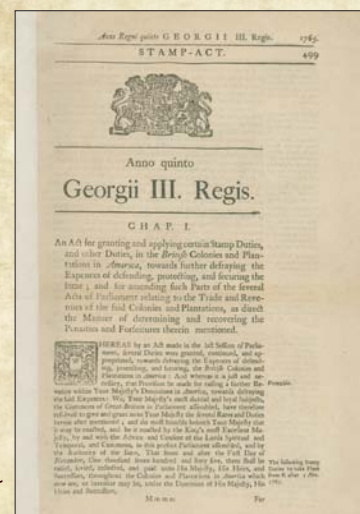 Anno Regni quinto GEORGII III. Regis. 1765.
STAMP-ACT. 499
Anno quinto
Georgii III. Regis.
CHAP. I.
An Act for granting and applying certain Stamp Duties,
and other Duties, in the British Colonies and Plan-
tations in America, towards further defraying the
Expences of defending, protecting, and securing the
same ; and for amending such Parts of the several
Acts of Parliament relating to the Trade and Reve-
nues of the said Colonies and Plantations, as direct
the Manner of determining and recovering the
Penalties and Forfeitures therein mentioned.
WHEREAS by an Act made in the last Session of Parlia-
ment, several Duties were granted, continued, and ap-
propriated, towards defraying the Expences of defend-
ing, protecting, and securing, the British Colonies and
Plantations in America : And whereas it is just and ne-
cessary, that Provision be made for raising a further Re- Preamble.
venue within Your Majesty's Dominions in America, towards defraying
the said Expences : We, Your Majesty's most dutiful and loyal Subjects,
the Commons of Great Britain in Parliament assembled, have therefore
resolved to give and grant unto Your Majesty the several Rates and Duties
herein after mentioned ; and do most humbly beseech Your Majesty that
it may be enacted, and be it enacted by the King's most Excellent Ma-
jesty, by and with the Advice and Consent of the Lords Spiritual and
Temporal, and Commons, in this present Parliament assembled, and by
the Authority of the same, That from and after the First Day of
November, One thousand seven hundred and sixty five, there shall be
raised, levied, collected, and paid unto His Majesty, His Heirs, and
Successors, throughout the Colonies and Plantations in America which
now are, or hereafter may be, under the Dominion of His Majesty, His
Heirs and Successors,
The following Stamp
Duties to take Place
from & after 1 Nov.
1765.
For